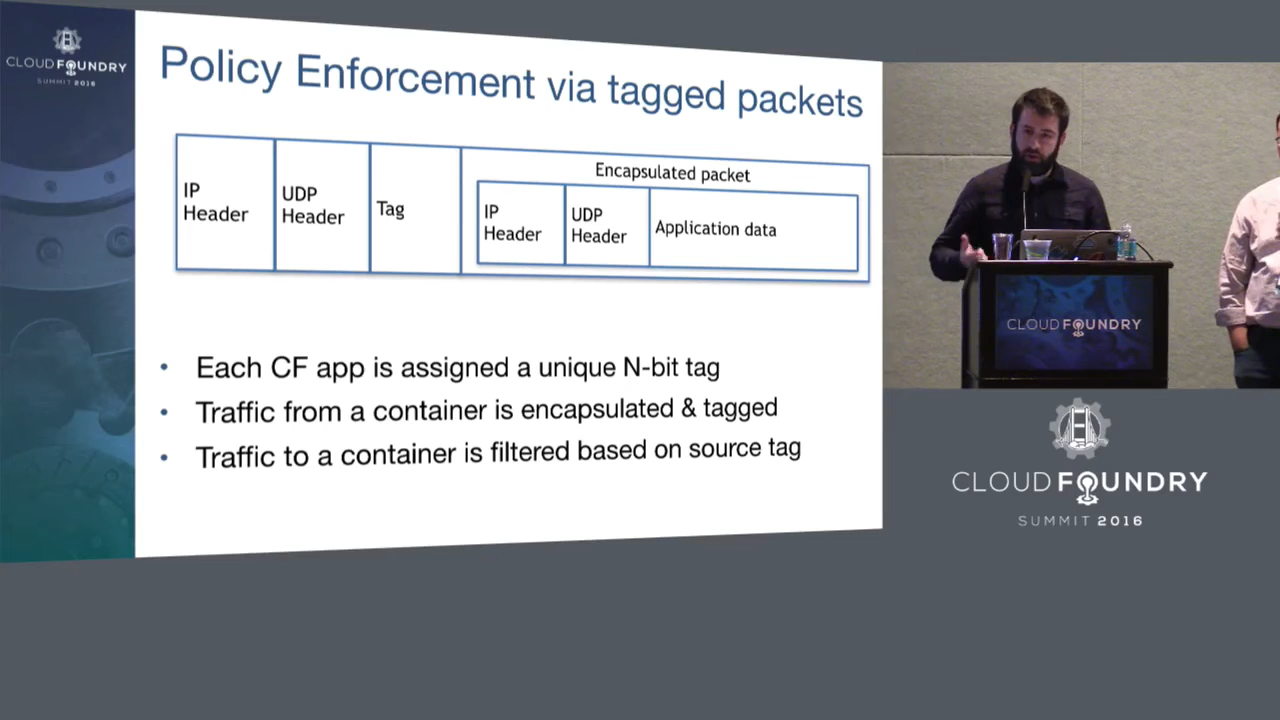 CLOUD FOUNDRY
SUMMIT 2016
Policy Enforcement via tagged packets
IP
Header
UDP
Header
Tag
Encapsulated packet
IP
Header
UDP
Header
Application data
• Each CF app is assigned a unique N-bit tag
• Traffic from a container is encapsulated & tagged
• Traffic to a container is filtered based on source tag
CLOUD FOUNDRY
CLOUD FOUNDRY
SUMMIT 2016